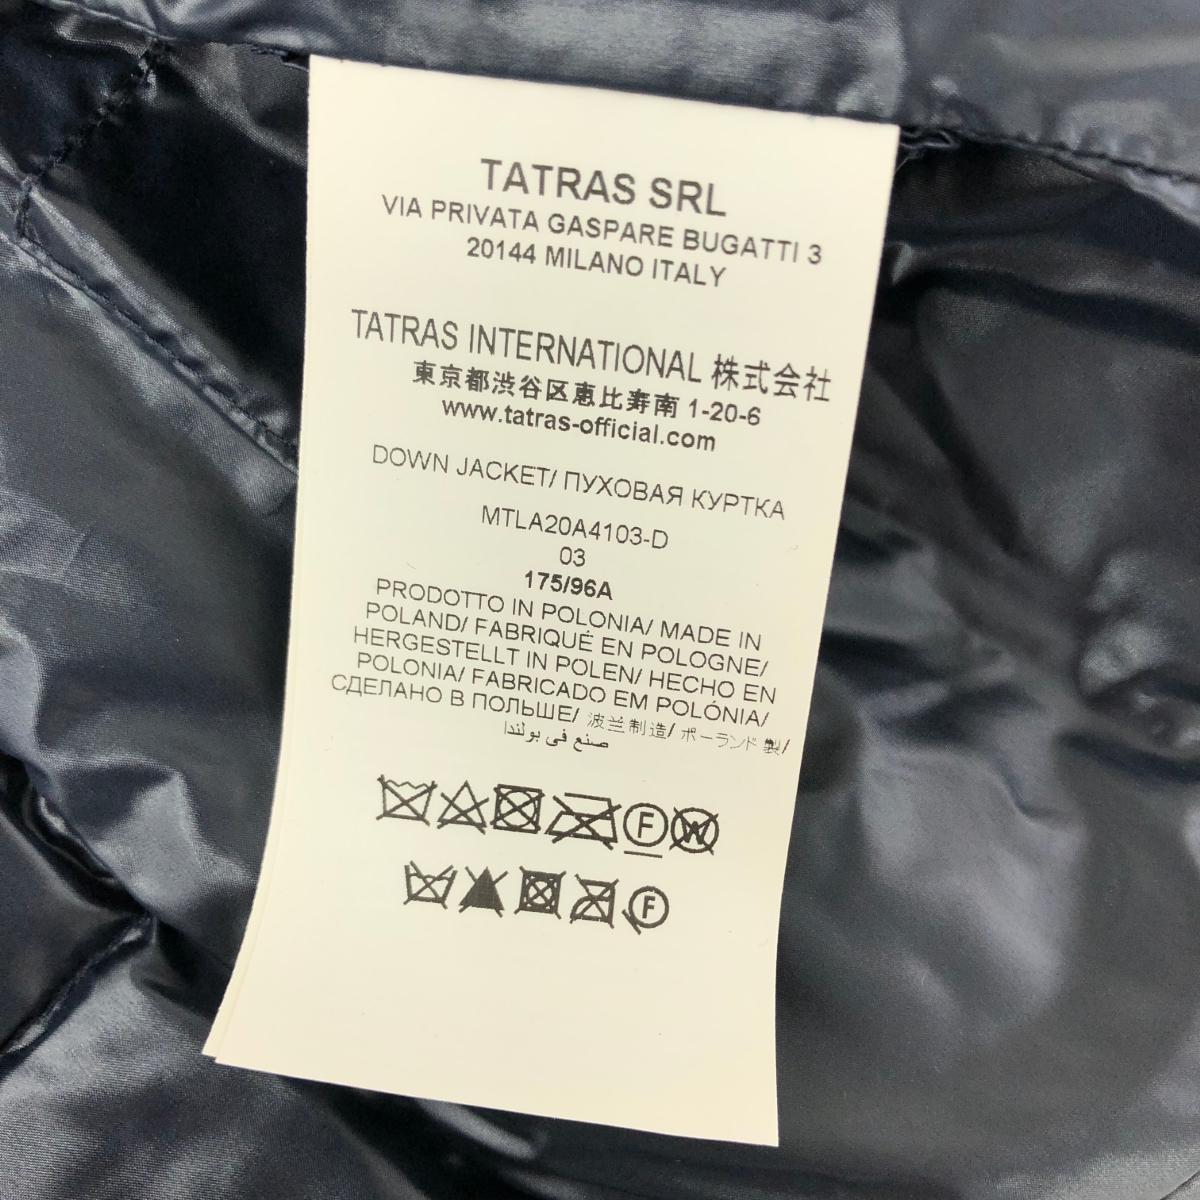 TATRAS SRL
VIA PRIVATA GASPARE BUGATTI 3
20144 MILANO ITALY
TATRAS INTERNATIONAL 株式会社
東京都渋谷区恵比寿南 1-20-6
www.tatras-official.com
DOWN JACKET/ ПУХОВАЯ КУРТКА
MTLA20A4103-D
03
175/96A
PRODOTTO IN POLONIA/ MADE IN
POLAND/ FABRIQUÉ EN POLOGNE/
HERGESTELLT IN POLEN/ HECHO EN
POLONIA/ FABRICADO EM POLÓNIA/
СДЕЛАНО В ПОЛЬШЕ/ 波兰制造/ ポーランド製/
صنع في بولندا
F W
F